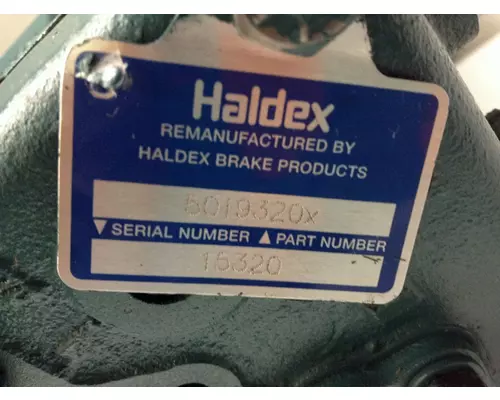 Haldex
REMANUFACTURED BY
HALDEX BRAKE PRODUCTS
5019320x
▼ SERIAL NUMBER ▲ PART NUMBER
15320